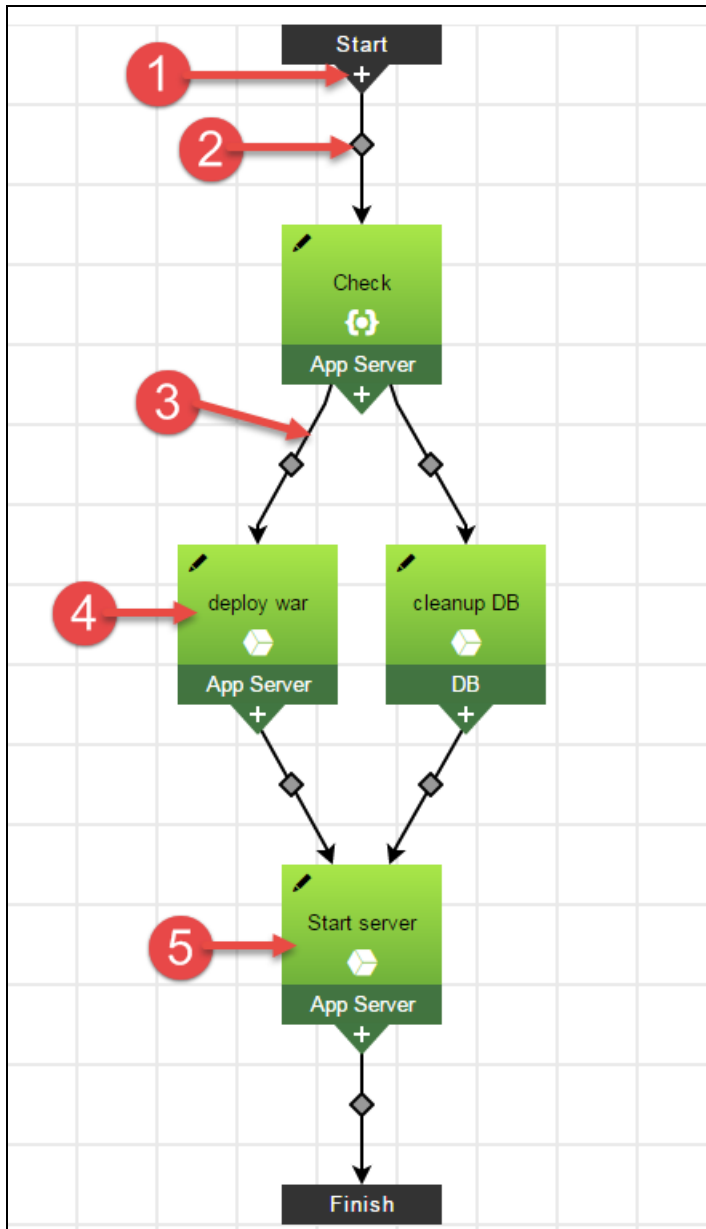 Start
1
2
Check
App Server
3
4
deploy war
App Server
cleanup DB
DB
5
Start server
App Server
Finish